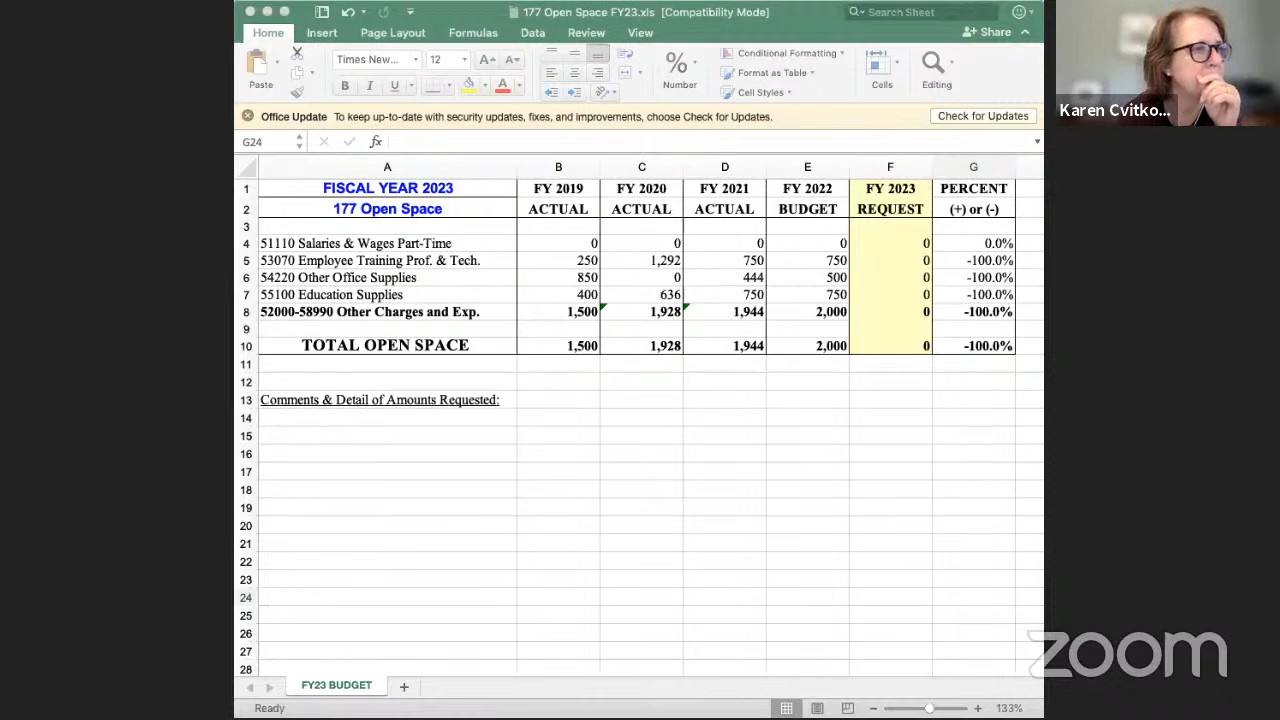 177 Open Space FY23.xls [Compatibility Mode]
Search Sheet
Home Insert Page Layout Formulas Data Review View Share
Paste
Times New... 12
A A
B I U A
% Number
Conditional Formatting
Format as Table
Cell Styles
Cells
Editing
Office Update To keep up-to-date with security updates, fixes, and improvements, choose Check for Updates. Check for Updates
G24 fx
A B C D E F G
1 FISCAL YEAR 2023 FY 2019 FY 2020 FY 2021 FY 2022 FY 2023 PERCENT
2 177 Open Space ACTUAL ACTUAL ACTUAL BUDGET REQUEST (+) or (-)
3
4 51110 Salaries & Wages Part-Time 0 0 0 0 0 0.0%
5 53070 Employee Training Prof. & Tech. 250 1,292 750 750 0 -100.0%
6 54220 Other Office Supplies 850 0 444 500 0 -100.0%
7 55100 Education Supplies 400 636 750 750 0 -100.0%
8 52000-58990 Other Charges and Exp. 1,500 1,928 1,944 2,000 0 -100.0%
9
10 TOTAL OPEN SPACE 1,500 1,928 1,944 2,000 0 -100.0%
11
12
13 Comments & Detail of Amounts Requested:
14
15
16
17
18
19
20
21
22
23
24
25
26
27
28
FY23 BUDGET +
Ready 133%
Karen Cvitko...
zoom